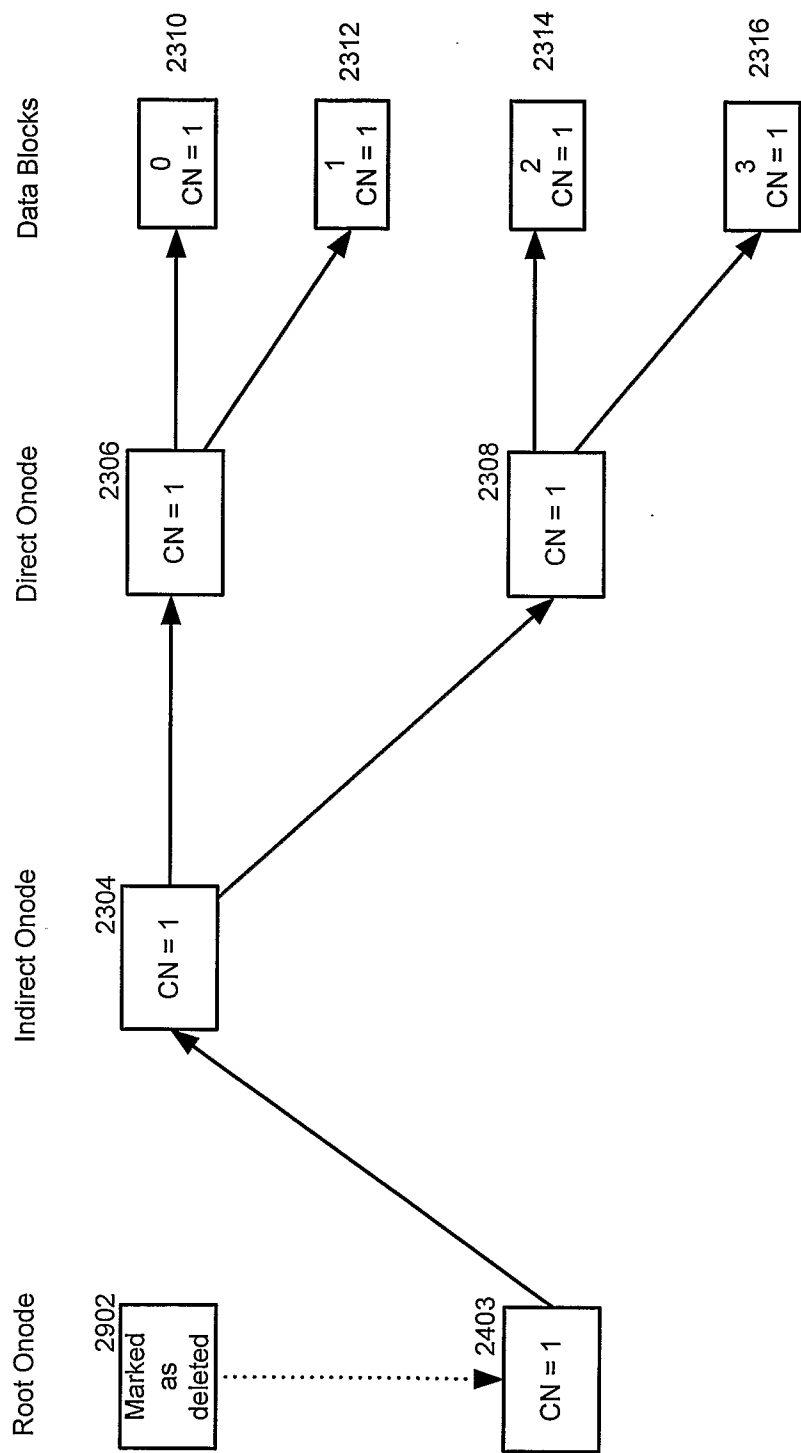 Root Onode
Indirect Onode
Direct Onode
Data Blocks
2902
Marked
as
deleted
2403
CN = 1
2304
CN = 1
2306
CN = 1
2308
CN = 1
0
CN = 1
2310
1
CN = 1
2312
2
CN = 1
2314
3
CN = 1
2316